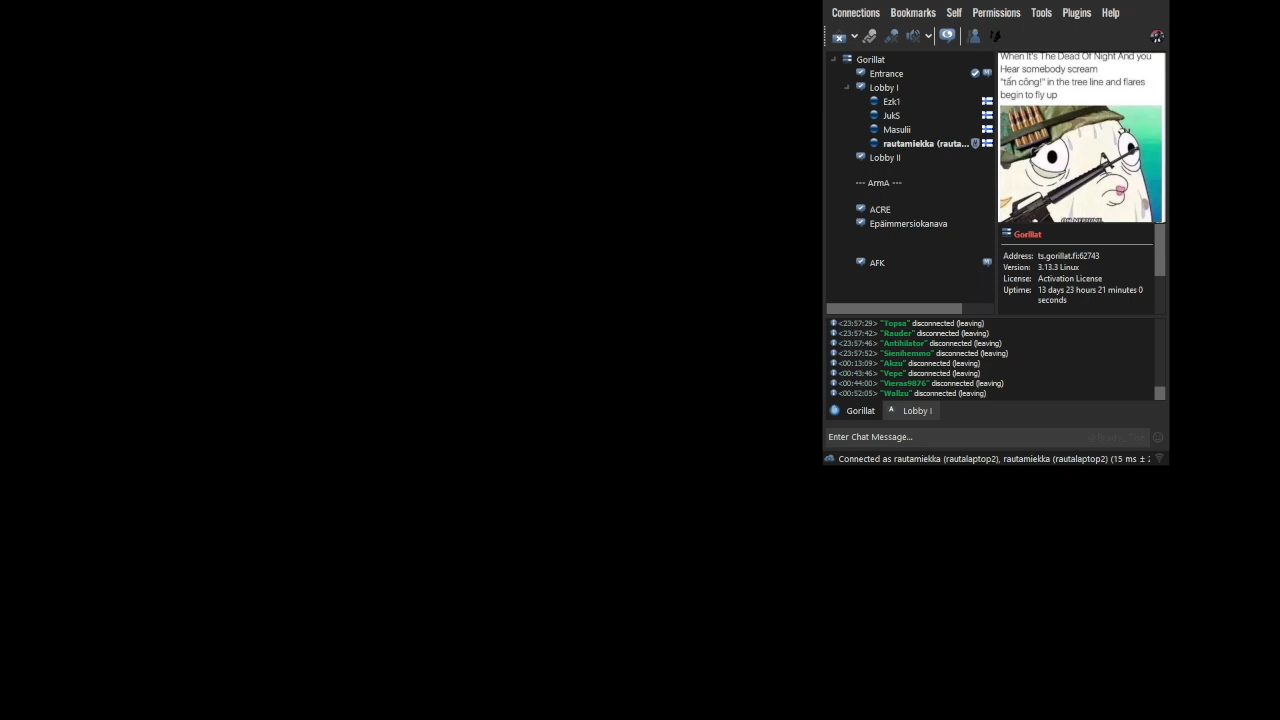 Connections Bookmarks Self Permissions Tools Plugins Help
Gorillat
Entrance
Lobby I
Ezk1
JukS
Masulii
rautamiekka (rauta...
Lobby II
--- ArmA ---
ACRE
Epäimmersiokanava
AFK
When It's The Dead Of Night And you
Hear somebody scream
"tấn công!" in the tree line and flares
begin to fly up
Gorillat
Address: ts.gorillat.fi:62743
Version: 3.13.3 Linux
License: Activation License
Uptime: 13 days 23 hours 21 minutes 0
seconds
<23:57:29> "Topsa" disconnected (leaving)
<23:57:42> "Rauder" disconnected (leaving)
<23:57:46> "Antihilator" disconnected (leaving)
<23:57:52> "Sienihemmo" disconnected (leaving)
<00:13:09> "Akzu" disconnected (leaving)
<00:43:46> "Vepe" disconnected (leaving)
<00:44:00> "Vieras9876" disconnected (leaving)
<00:52:05> "Wallzu" disconnected (leaving)
Gorillat Lobby I
Enter Chat Message...
Connected as rautamiekka (rautalaptop2), rautamiekka (rautalaptop2) (15 ms ±